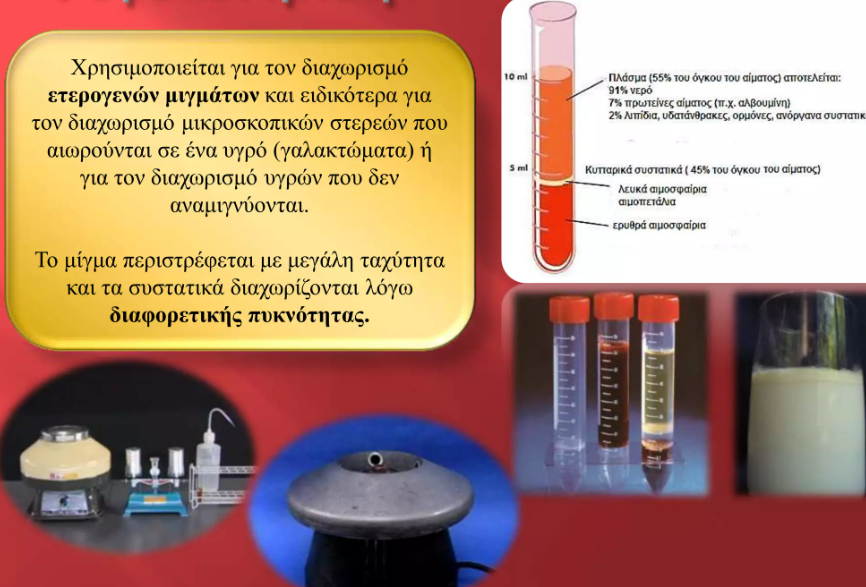 Χρησιμοποιείται για τον διαχωρισμό
ετερογενών μιγμάτων και ειδικότερα για
τον διαχωρισμό μικροσκοπικών στερεών που
αιωρούνται σε ένα υγρό (γαλακτώματα) ή
για τον διαχωρισμό υγρών που δεν
αναμιγνύονται.
Το μίγμα περιστρέφεται με μεγάλη ταχύτητα
και τα συστατικά διαχωρίζονται λόγω
διαφορετικής πυκνότητας.
10 ml
Πλάσμα (55% του όγκου του αίματος) αποτελείται:
91% νερό
7% πρωτείνες αίματος (π.χ. αλβουμίνη)
2% λιπίδια, υδατάνθρακες, ορμόνες, ανόργανα συστατικ
5 ml
Κυτταρικά συστατικά ( 45% του όγκου του αίματος)
Λευκά αιμοσφαίρια
αιμοπετάλια
ερυθρά αιμοσφαίρια